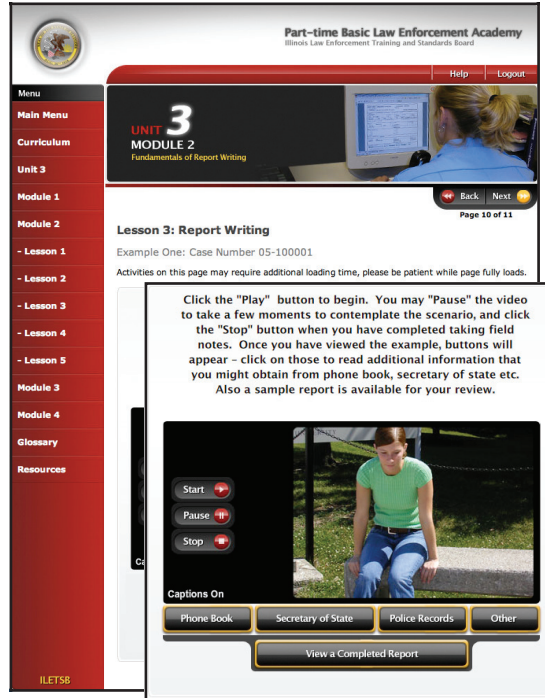 Part-time Basic Law Enforcement Academy
Illinois Law Enforcement Training and Standards Board
Help
Logout
Menu
Main Menu
Curriculum
Unit 3
Module 1
Module 2
- Lesson 1
- Lesson 2
- Lesson 3
- Lesson 4
- Lesson 5
Module 3
Module 4
Glossary
Resources
ILETSB
UNIT 3
MODULE 2
Fundamentals of Report Writing
Back
Next
Page 10 of 11
Lesson 3: Report Writing
Example One: Case Number 05-100001
Activities on this page may require additional loading time, please be patient while page fully loads.
Click the "Play" button to begin. You may "Pause" the video
to take a few moments to contemplate the scenario, and click
the "Stop" button when you have completed taking field
notes. Once you have viewed the example, buttons will
appear – click on those to read additional information that
you might obtain from phone book, secretary of state etc.
Also a sample report is available for your review.
Start
Pause
Stop
Captions On
Phone Book
Secretary of State
Police Records
Other
View a Completed Report